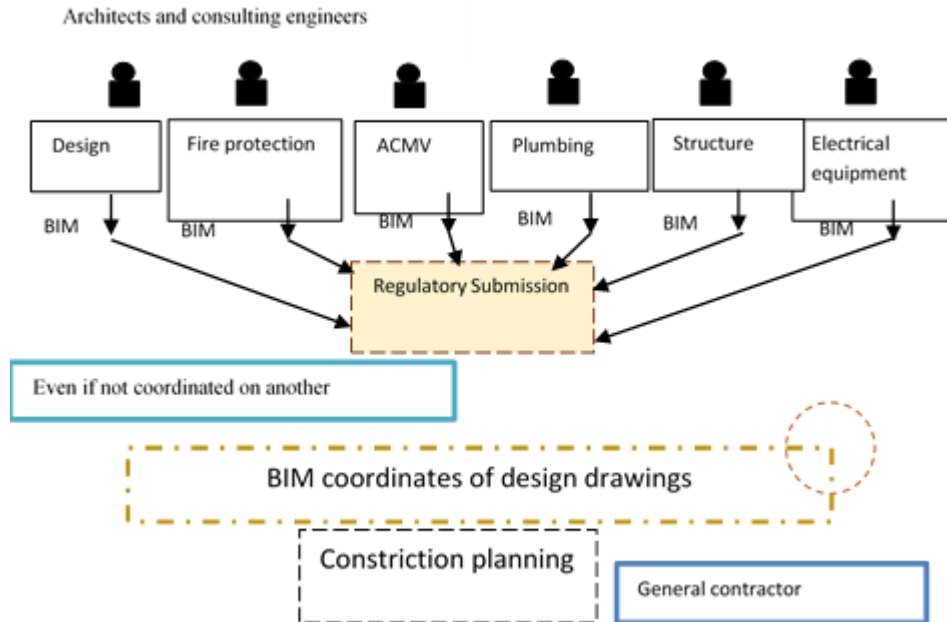 Architects and consulting engineers
Design
Fire protection
ACMV
Plumbing
Structure
Electrical
equipment
BIM
BIM
BIM
BIM
BIM
BIM
Regulatory Submission
Even if not coordinated on another
BIM coordinates of design drawings
Constriction planning
General contractor